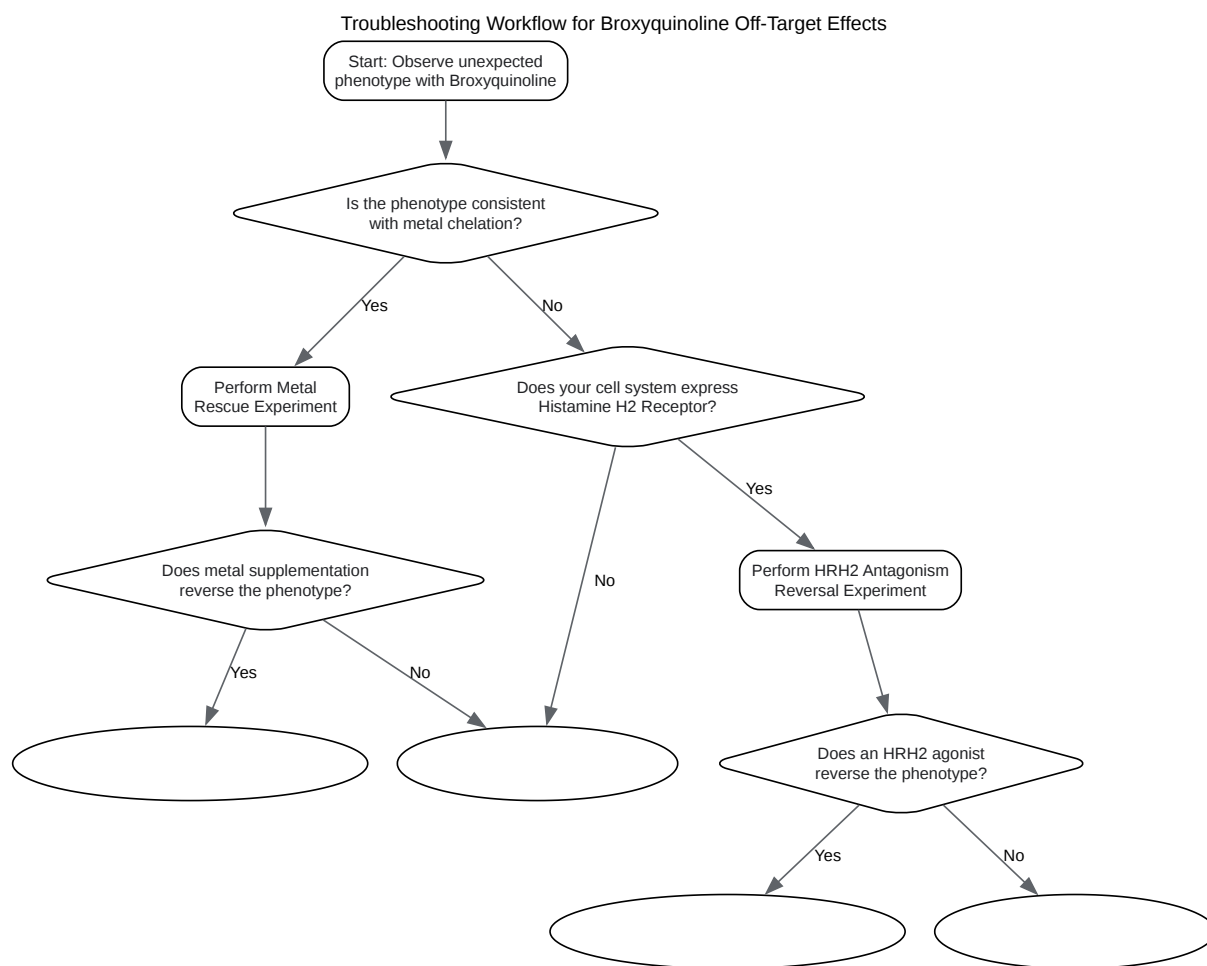 Troubleshooting Workflow for Broxyquinoline Off-Target Effects
Start: Observe unexpected
phenotype with Broxyquinoline
Is the phenotype consistent
with metal chelation?
Yes
No
Perform Metal
Rescue Experiment
Does your cell system express
Histamine H2 Receptor?
Yes
No
Does metal supplementation
reverse the phenotype?
Perform HRH2 Antagonism
Reversal Experiment
Yes
No
Does an HRH2 agonist
reverse the phenotype?
Yes
No